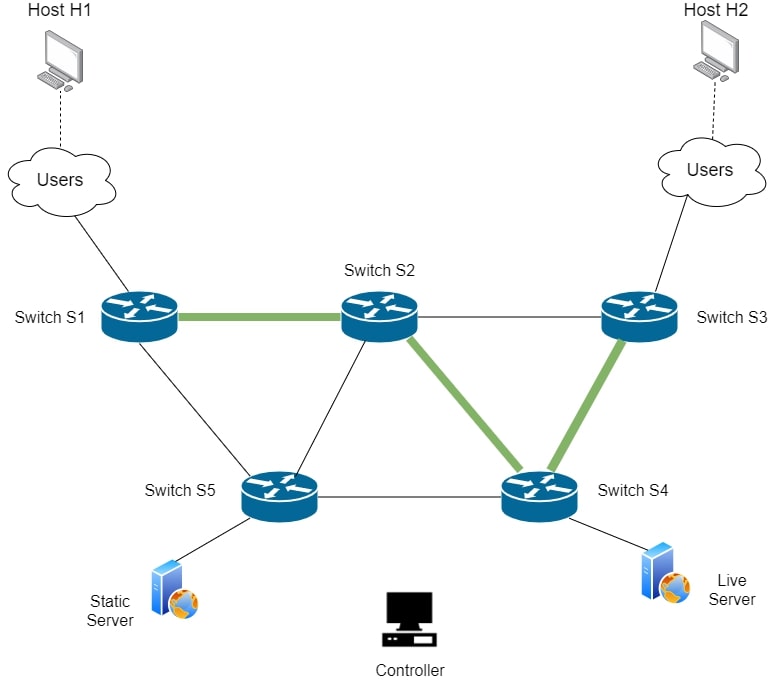 Host H1
Host H2
Users
Users
Switch S2
Switch S1
Switch S3
Switch S5
Switch S4
Static
Server
Live
Server
Controller